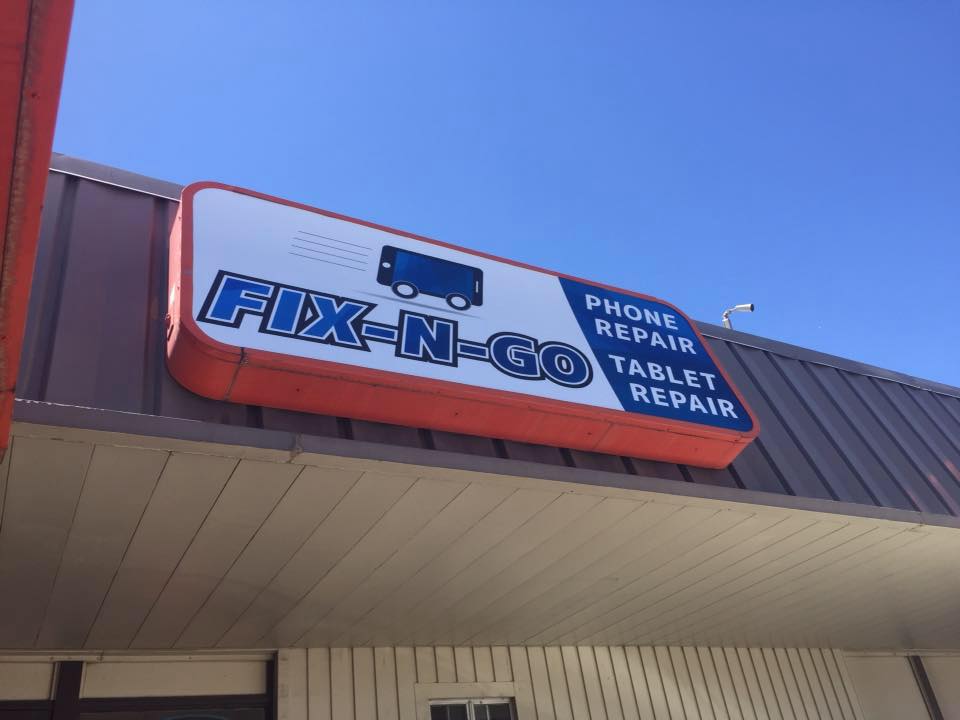 FIX-N-GO
PHONE
REPAIR
TABLET
REPAIR